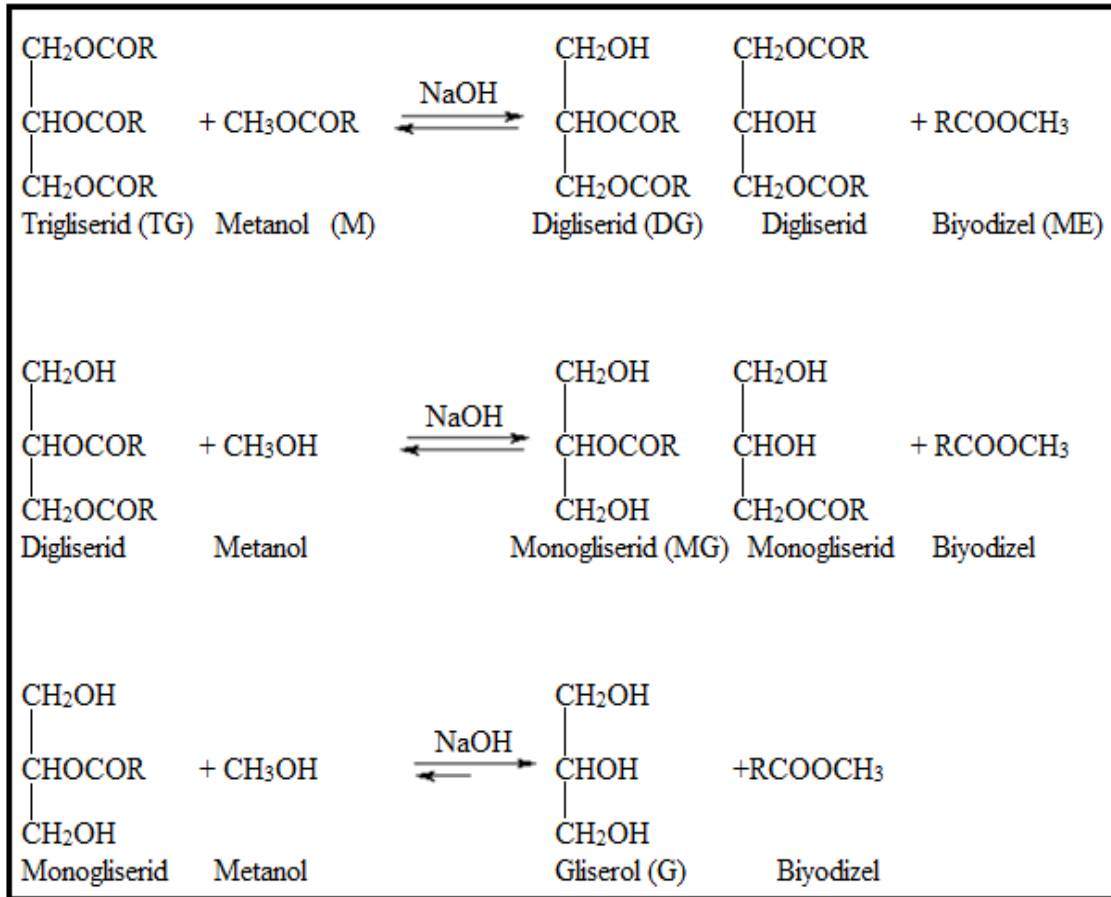 CH₂OCOR CH₂OH CH₂OCOR
NaOH
CHOCOR + CH₃OCOR CHOCOR CHOH + RCOOCH₃
CH₂OCOR CH₂OCOR CH₂OCOR
Trigliserid (TG) Metanol (M) Digliserid (DG) Digliserid Biyodizel (ME)
CH₂OH CH₂OH CH₂OH
NaOH
CHOCOR + CH₃OH CHOCOR CHOH + RCOOCH₃
CH₂OCOR CH₂OH CH₂OCOR
Digliserid Metanol Monogliserid (MG) Monogliserid Biyodizel
CH₂OH CH₂OH
NaOH
CHOCOR + CH₃OH CHOH +RCOOCH₃
CH₂OH CH₂OH
Monogliserid Metanol Gliserol (G) Biyodizel